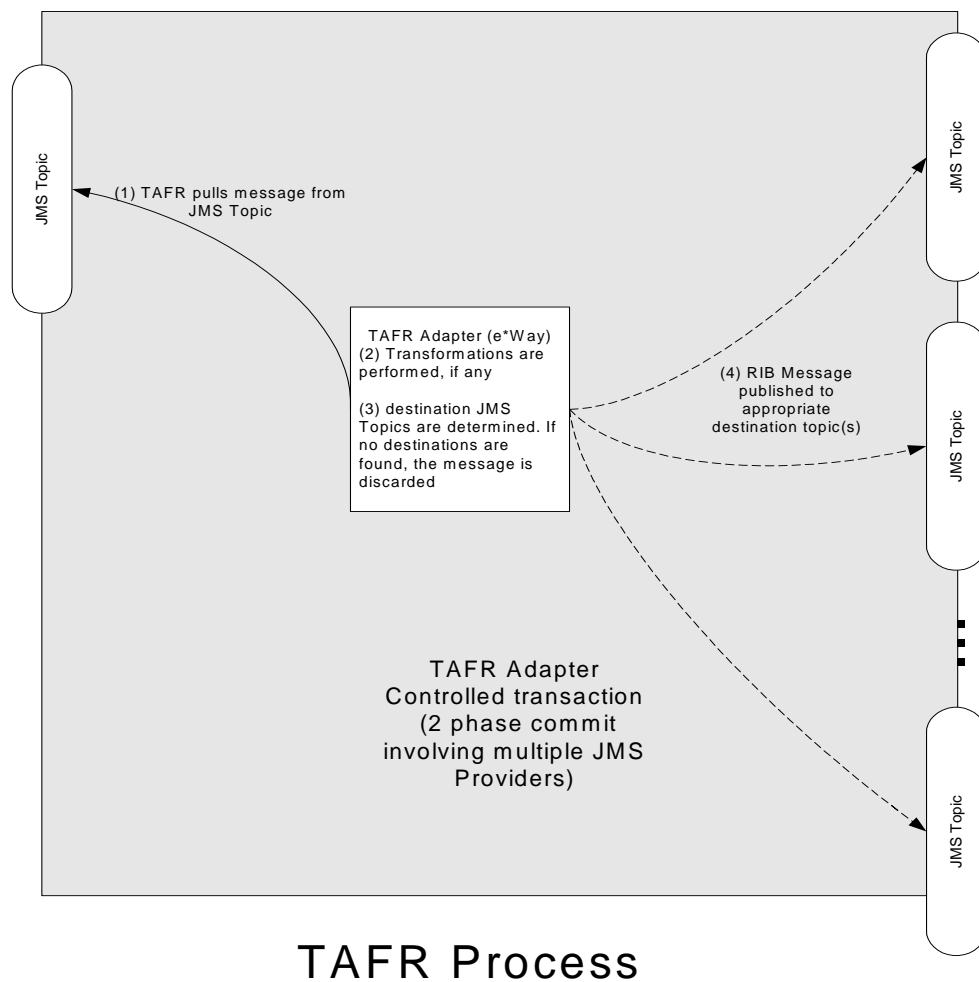 JMS Topic
(1) TAFR pulls message from
JMS Topic
JMS Topic
TAFR Adapter (e*Way)
(2) Transformations are
performed, if any
(3) destination JMS
Topics are determined. If
no destinations are
found, the message is
discarded
(4) RIB Message
published to
appropriate
destination topic(s)
JMS Topic
TAFR Adapter
Controlled transaction
(2 phase commit
involving multiple JMS
Providers)
JMS Topic
TAFR Process